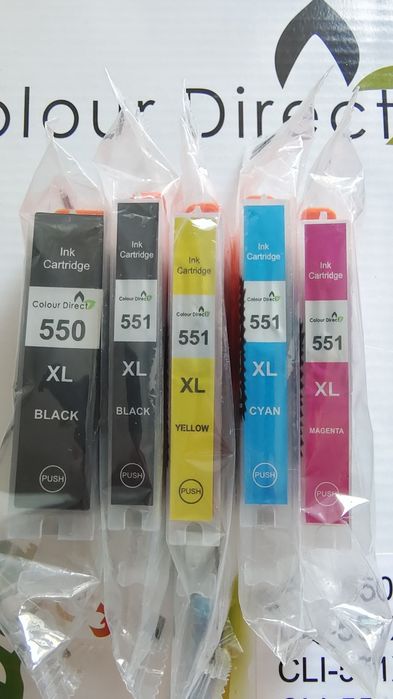 Colour Direct
Ink
Cartridge
Colour Direct
550
XL
BLACK
PUSH
Ink
Cartridge
Colour Direct
551
XL
BLACK
PUSH
Ink
Cartridge
Colour Direct
551
XL
YELLOW
PUSH
Ink
Cartridge
Colour Direct
551
XL
CYAN
PUSH
Ink
Cartridge
Colour Direct
551
XL
MAGENTA
PUSH